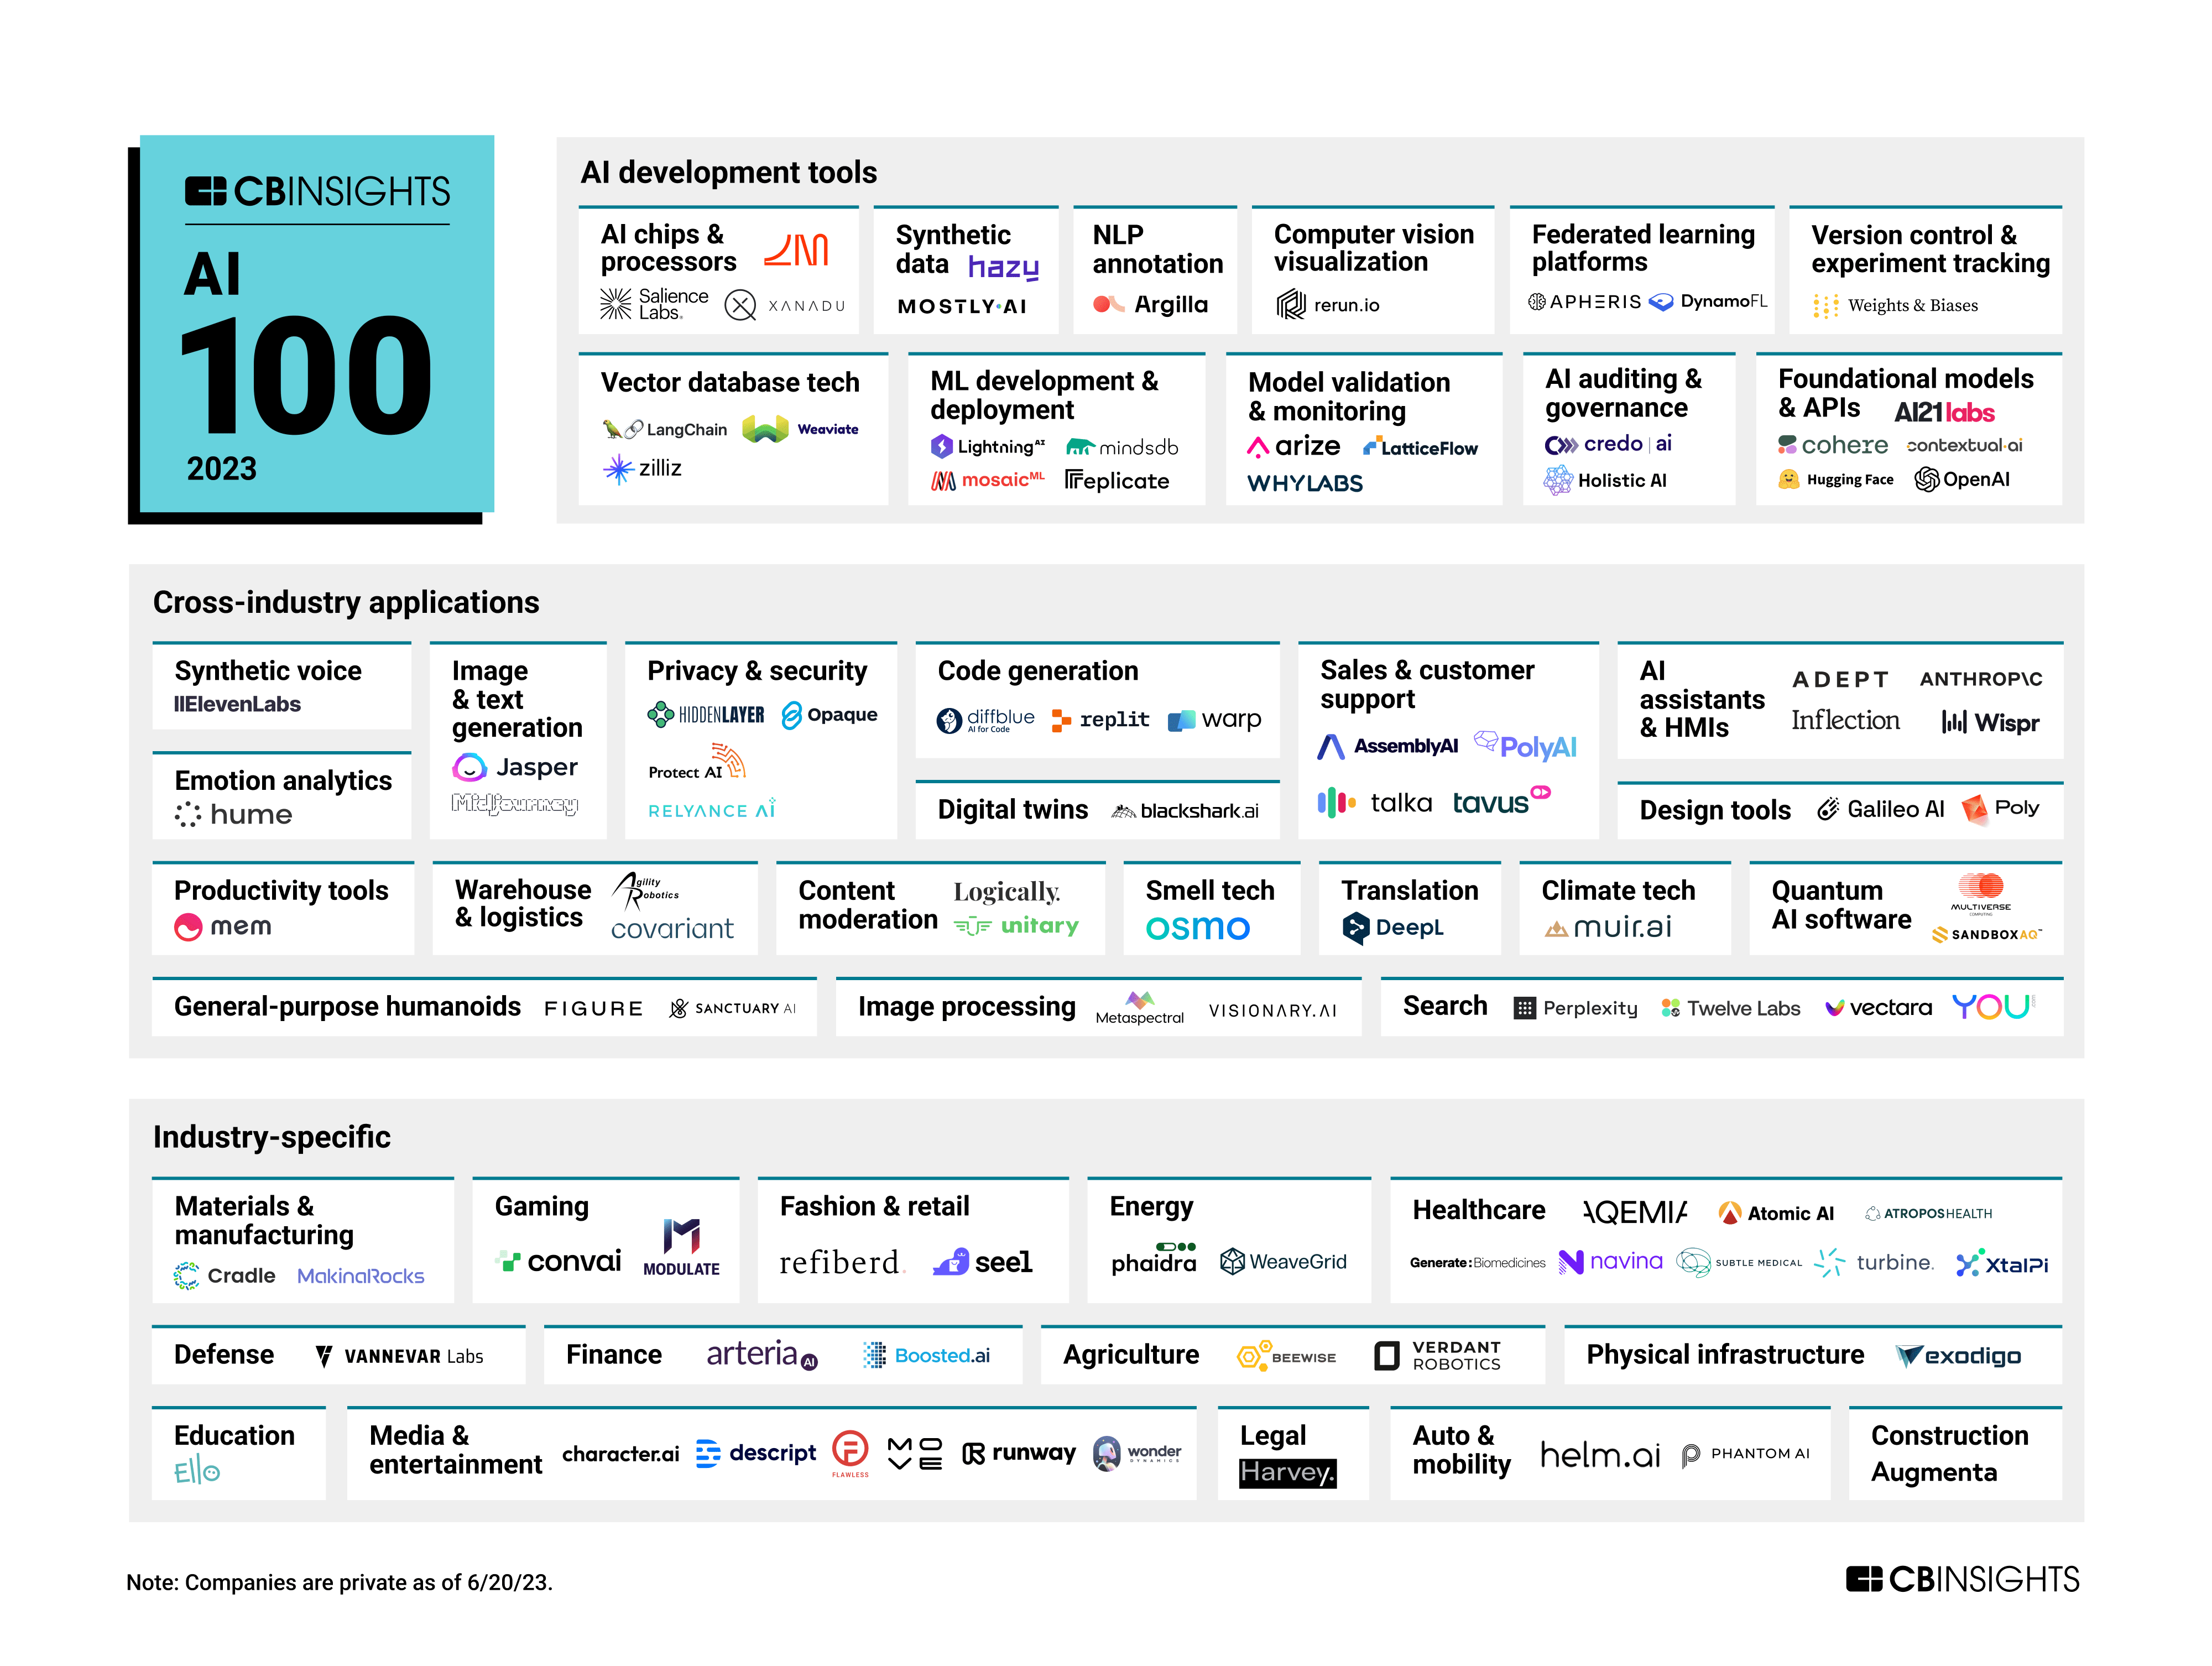 CBINSIGHTS
AI
100
2023
AI development tools
AI chips &
processors
Salience
Labs.
XANADU
Synthetic
data
hazy
MOSTLY•AI
NLP
annotation
Argilla
Computer vision
visualization
rerun.io
Federated learning
platforms
APHERIS
DynamoFL
Version control &
experiment tracking
Weights & Biases
Vector database tech
LangChain
Weaviate
zilliz
ML development &
deployment
Lightning AI
mindsdb
mosaic ML
Replicate
Model validation
& monitoring
arize
LatticeFlow
WHYLABS
AI auditing &
governance
credo | ai
Holistic AI
Foundational models
& APIs
AI21labs
cohere
contextual•ai
Hugging Face
OpenAI
Cross-industry applications
Synthetic voice
IIElevenLabs
Emotion analytics
hume
Image
& text
generation
Jasper
Midjourney
Privacy & security
HIDDENLAYER
Opaque
Protect AI
RELYANCE AI
Code generation
diffblue
AI for Code
replit
warp
Digital twins
blackshark.ai
Sales & customer
support
AssemblyAI
PolyAI
talka
tavus
AI
assistants
& HMIs
ADEPT
ANTHROP\C
Inflection
Wispr
Design tools
Galileo AI
Poly
Productivity tools
mem
Warehouse
& logistics
Agility
Robotics
covariant
Content
moderation
Logically.
unitary
Smell tech
osmo
Translation
DeepL
Climate tech
muir.ai
Quantum
AI software
MULTIVERSE
COMPUTING
SANDBOXAQ™
General-purpose humanoids
FIGURE
SANCTUARY AI
Image processing
Metaspectral
VISIONARY.AI
Search
Perplexity
Twelve Labs
vectara
YOU.com
Industry-specific
Materials &
manufacturing
Cradle
MakinaRocks
Gaming
convai
MODULATE
Fashion & retail
refiberd.
seel
Energy
phaidra
WeaveGrid
Healthcare
AQEMIA
Atomic AI
ATROPOSHEALTH
Generate:Biomedicines
navina
SUBTLE MEDICAL
turbine.
XtalPi
Defense
VANNEVAR Labs
Finance
arteria AI
Boosted.ai
Agriculture
BEEWISE
VERDANT
ROBOTICS
Physical infrastructure
exodigo
Education
Ello
Media &
entertainment
character.ai
descript
FLAWLESS
MO
VE
runway
wonder
DYNAMICS
Legal
Harvey.
Auto &
mobility
helm.ai
PHANTOM AI
Construction
Augmenta
Note: Companies are private as of 6/20/23.
CBINSIGHTS